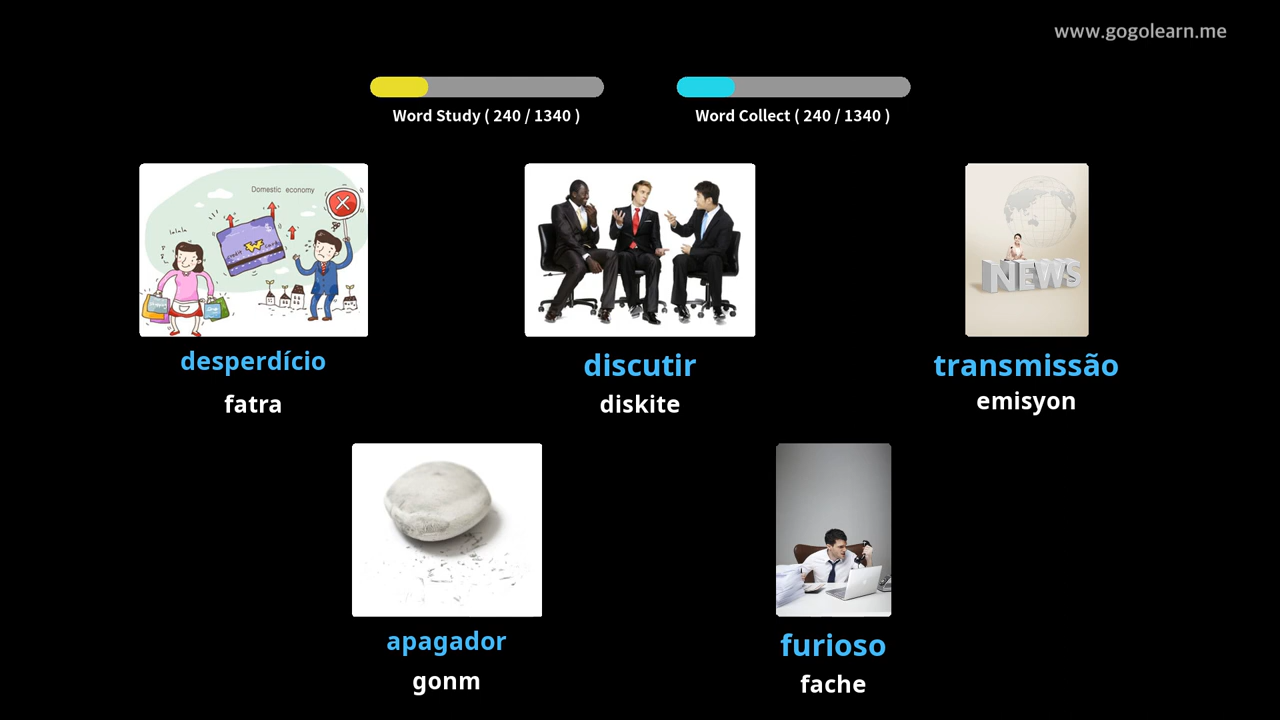 www.gogolearn.me
Word Study ( 240 / 1340 )
Word Collect ( 240 / 1340 )
Domestic economy
lalala
NEWS
desperdício
discutir
transmissão
fatra
diskite
emisyon
apagador
furioso
gonm
fache